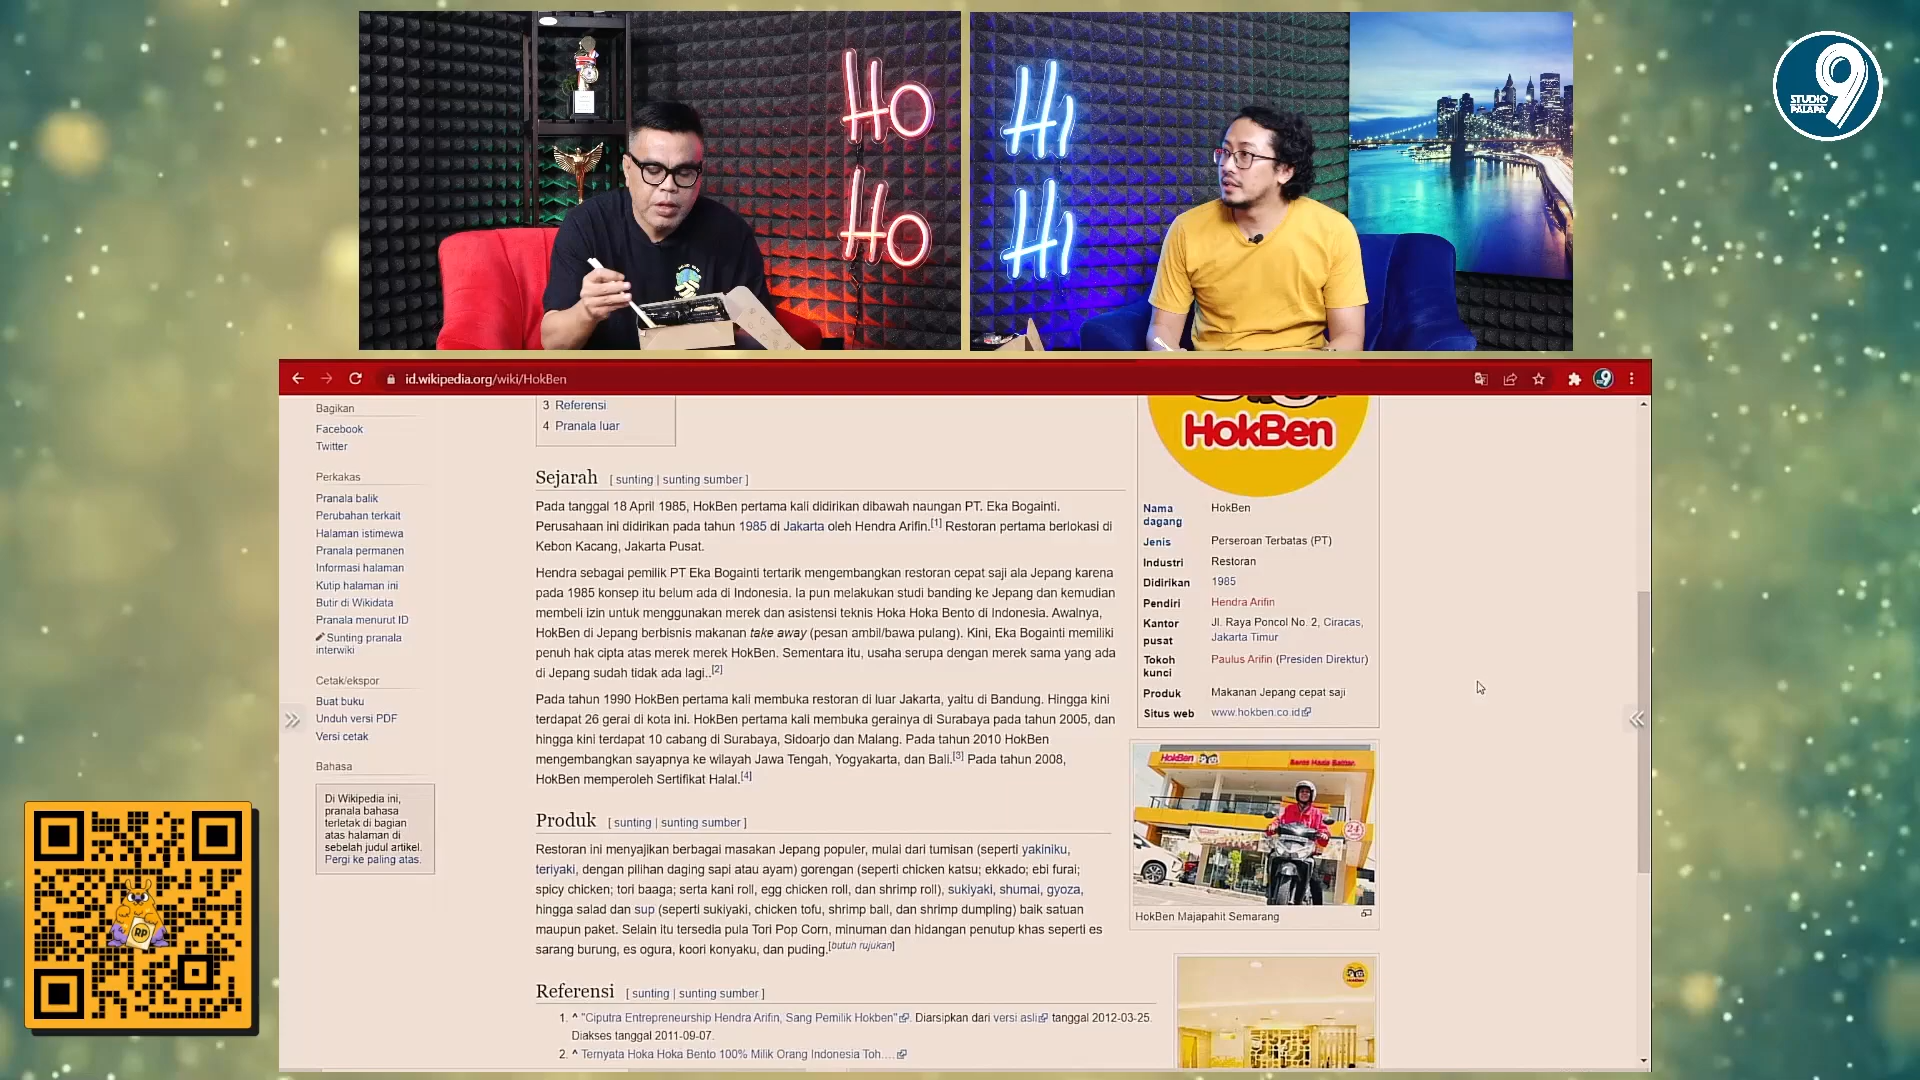 Ho
Ho
Hi
Hi
STUDIO
PALAPA
9
id.wikipedia.org/wiki/HokBen
Bagikan
Facebook
Twitter
Perkakas
Pranala balik
Perubahan terkait
Halaman istimewa
Pranala permanen
Informasi halaman
Kutip halaman ini
Butir di Wikidata
Pranala menurut ID
Sunting pranala
interwiki
Cetak/ekspor
Buat buku
Unduh versi PDF
Versi cetak
Bahasa
Di Wikipedia ini,
pranala bahasa
terletak di bagian
atas halaman di
sebelah judul artikel.
Pergi ke paling atas.
3 Referensi
4 Pranala luar
Sejarah [ sunting | sunting sumber ]
Pada tanggal 18 April 1985, HokBen pertama kali didirikan dibawah naungan PT. Eka Bogainti.
Perusahaan ini didirikan pada tahun 1985 di Jakarta oleh Hendra Arifin.[1] Restoran pertama berlokasi di
Kebon Kacang, Jakarta Pusat.
Hendra sebagai pemilik PT Eka Bogainti tertarik mengembangkan restoran cepat saji ala Jepang karena
pada 1985 konsep itu belum ada di Indonesia. Ia pun melakukan studi banding ke Jepang dan kemudian
membeli izin untuk menggunakan merek dan asistensi teknis Hoka Hoka Bento di Indonesia. Awalnya,
HokBen di Jepang berbisnis makanan take away (pesan ambil/bawa pulang). Kini, Eka Bogainti memiliki
penuh hak cipta atas merek merek HokBen. Sementara itu, usaha serupa dengan merek sama yang ada
di Jepang sudah tidak ada lagi..[2]
Pada tahun 1990 HokBen pertama kali membuka restoran di luar Jakarta, yaitu di Bandung. Hingga kini
terdapat 26 gerai di kota ini. HokBen pertama kali membuka gerainya di Surabaya pada tahun 2005, dan
hingga kini terdapat 10 cabang di Surabaya, Sidoarjo dan Malang. Pada tahun 2010 HokBen
mengembangkan sayapnya ke wilayah Jawa Tengah, Yogyakarta, dan Bali.[3] Pada tahun 2008,
HokBen memperoleh Sertifikat Halal.[4]
Produk [ sunting | sunting sumber ]
Restoran ini menyajikan berbagai masakan Jepang populer, mulai dari tumisan (seperti yakiniku,
teriyaki, dengan pilihan daging sapi atau ayam) gorengan (seperti chicken katsu; ekkado; ebi furai;
spicy chicken; tori baaga; serta kani roll, egg chicken roll, dan shrimp roll), sukiyaki, shumai, gyoza,
hingga salad dan sup (seperti sukiyaki, chicken tofu, shrimp ball, dan shrimp dumpling) baik satuan
maupun paket. Selain itu tersedia pula Tori Pop Corn, minuman dan hidangan penutup khas seperti es
sarang burung, es ogura, koori konyaku, dan puding.[butuh rujukan]
Referensi [ sunting | sunting sumber ]
1. ^ "Ciputra Entrepreneurship Hendra Arifin, Sang Pemilik Hokben". Diarsipkan dari versi asli tanggal 2012-03-25.
Diakses tanggal 2011-09-07.
2. ^ Ternyata Hoka Hoka Bento 100% Milik Orang Indonesia Toh....
HokBen
Nama dagang HokBen
Jenis Perseroan Terbatas (PT)
Industri Restoran
Didirikan 1985
Pendiri Hendra Arifin
Kantor pusat Jl. Raya Poncol No. 2, Ciracas,
Jakarta Timur
Tokoh kunci Paulus Arifin (Presiden Direktur)
Produk Makanan Jepang cepat saji
Situs web www.hokben.co.id
HokBen
24
HokBen Majapahit Semarang
HokBen
RP